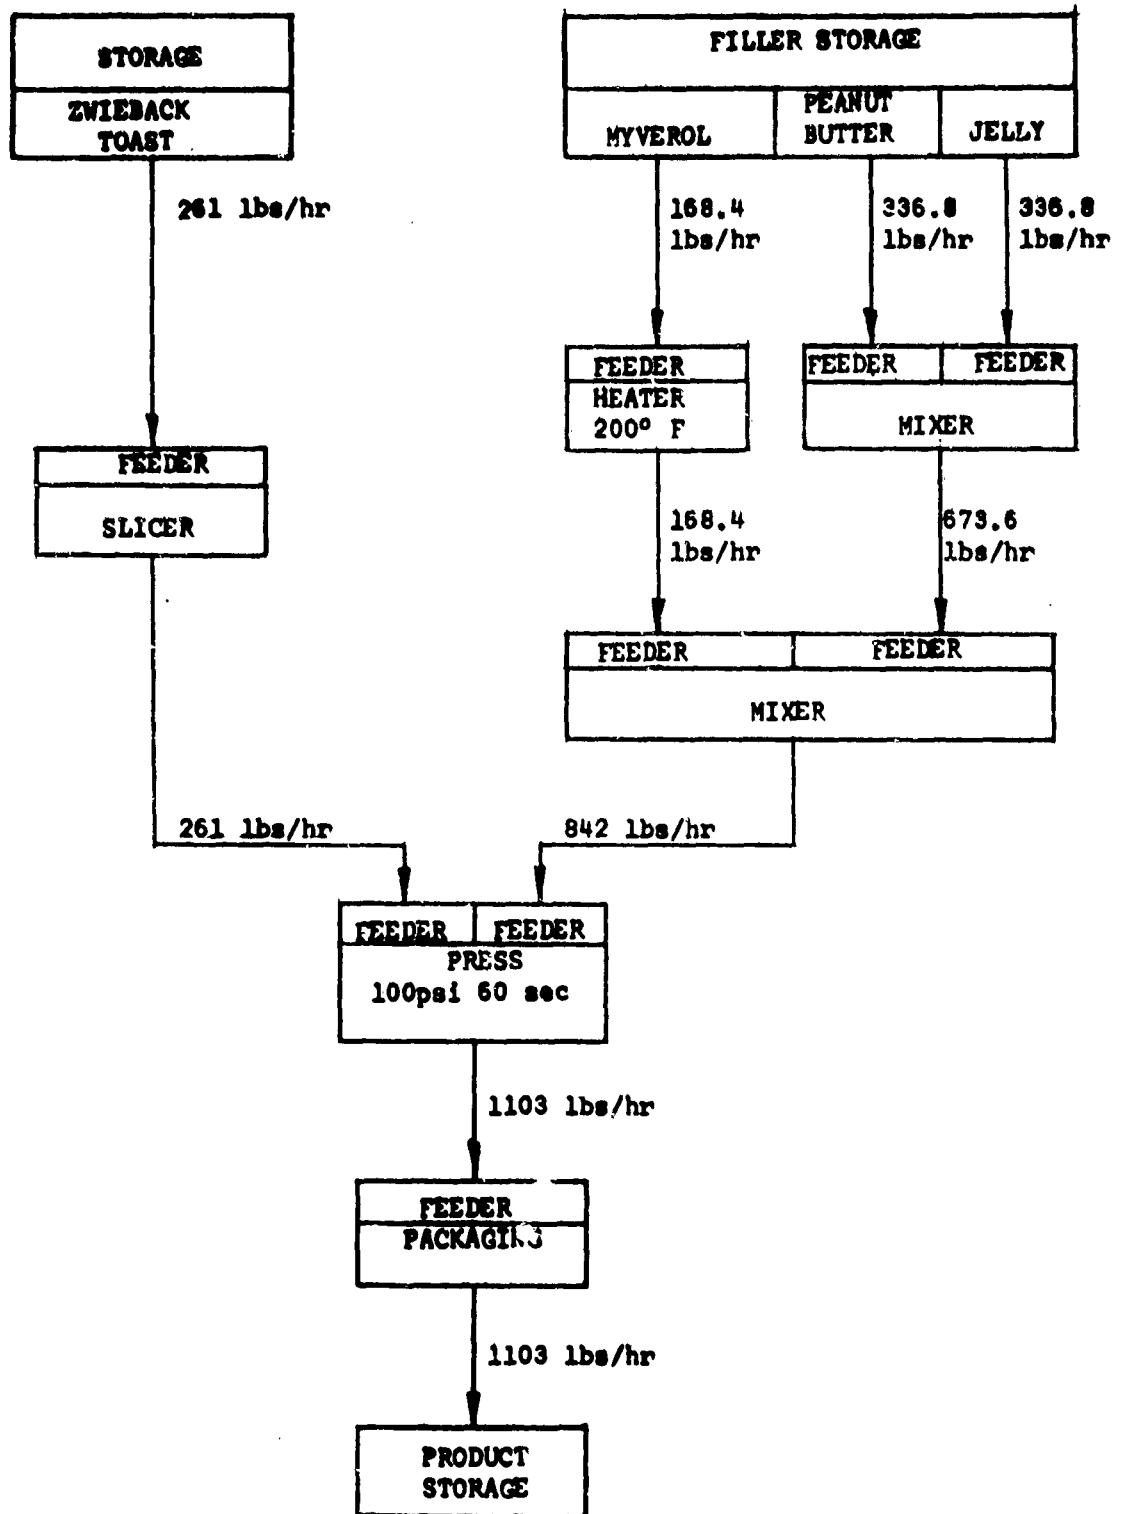 STORAGE
ZWIEBACK
TOAST
261 lbs/hr
FILLER STORAGE
MYVEROL
PEANUT
BUTTER
JELLY
168.4
lbs/hr
336.8
lbs/hr
336.8
lbs/hr
FEEDER
HEATER
200° F
FEEDER
FEEDER
MIXER
FEEDER
SLICER
168.4
lbs/hr
673.6
lbs/hr
FEEDER
FEEDER
MIXER
261 lbs/hr
842 lbs/hr
FEEDER
FEEDER
PRESS
100psi 60 sec
1103 lbs/hr
FEEDER
PACKAGING
1103 lbs/hr
PRODUCT
STORAGE